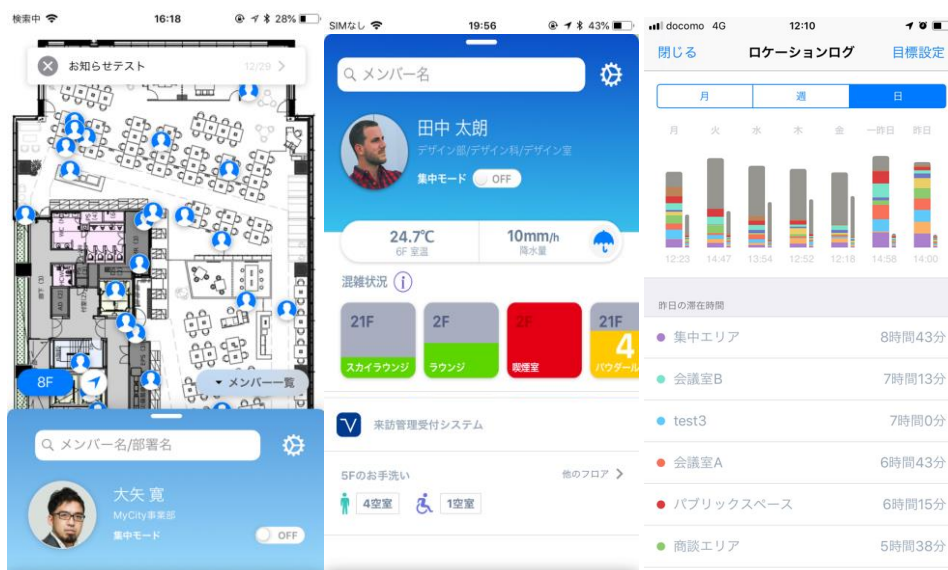 検索中 16:18 28%
お知らせテスト 12/29
8F
メンバー一覧
メンバー名/部署名
大矢 寛
MyCity事業部
集中モード OFF
SIMなし 19:56 43%
メンバー名
田中 太朗
デザイン部/デザイン科/デザイン室
集中モード OFF
24.7℃ 10mm/h
6F 室温 降水量
混雑状況 i
21F 2F 2F 21F
4
スカイラウンジ ラウンジ 喫煙室 パウダール
来訪管理受付システム
5Fのお手洗い 他のフロア
4空室 1空室
docomo 4G 12:10
閉じる ロケーションログ 目標設定
月 週 日
月 火 水 木 金 一昨日 昨日
12:23 14:47 13:54 12:52 12:18 14:58 14:00
昨日の滞在時間
集中エリア 8時間43分
会議室B 7時間13分
test3 7時間0分
会議室A 6時間43分
パブリックスペース 6時間15分
商談エリア 5時間38分